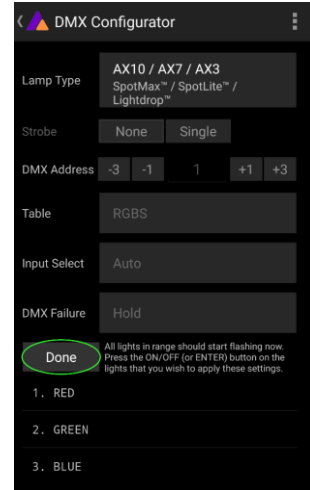 DMX Configurator
Lamp Type
AX10 / AX7 / AX3
SpotMax™ / SpotLite™ /
Lightdrop™
Strobe
None Single
DMX Address
-3 -1 1 +1 +3
Table
RGBS
Input Select
Auto
DMX Failure
Hold
Done
All lights in range should start flashing now.
Press the ON/OFF (or ENTER) button on the
lights that you wish to apply these settings.
1. RED
2. GREEN
3. BLUE